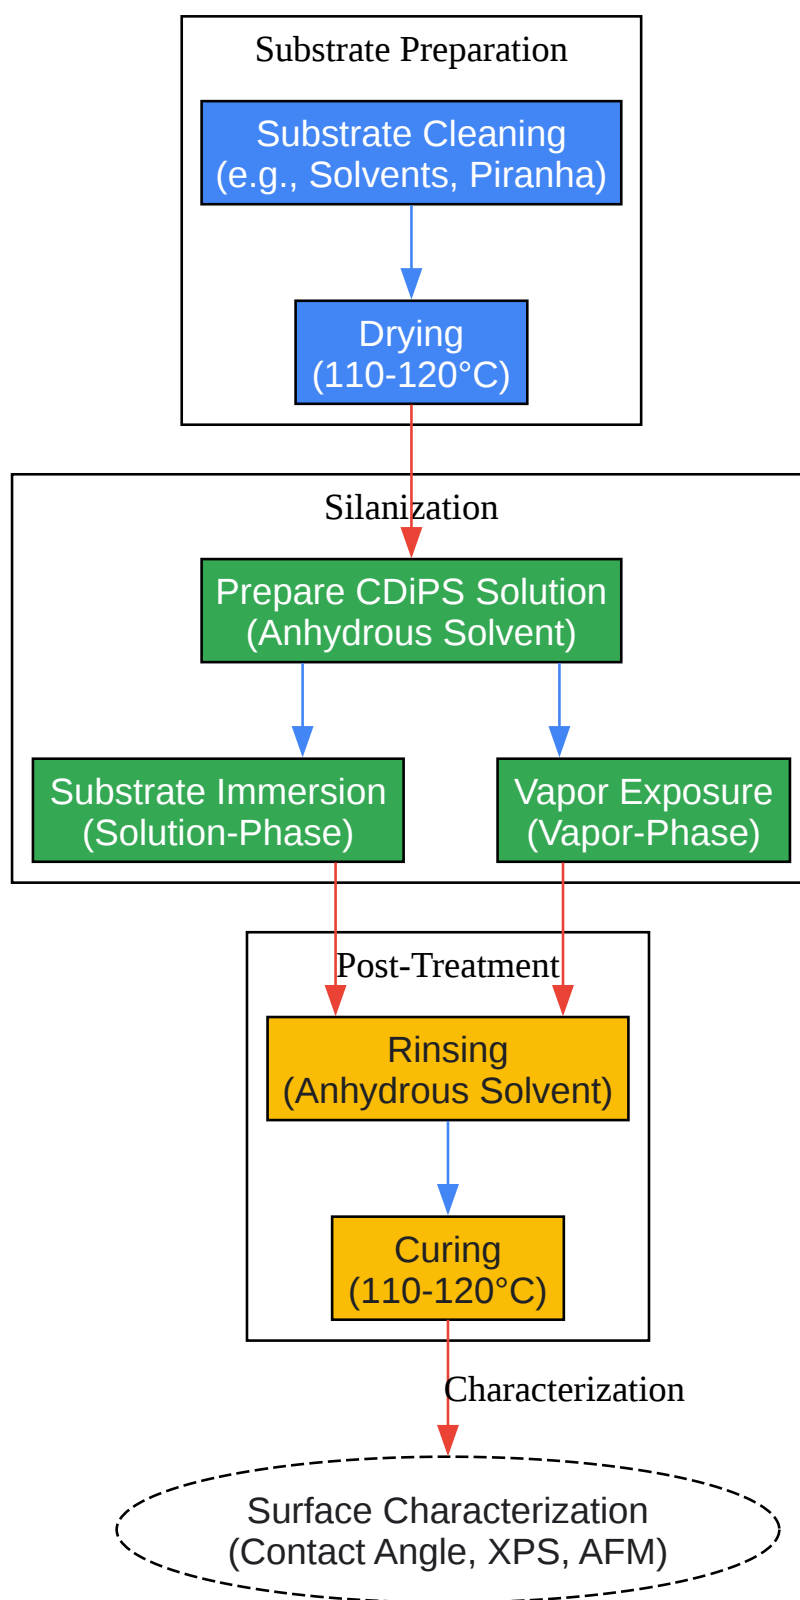 Substrate Preparation
Substrate Cleaning
(e.g., Solvents, Piranha)
Drying
(110-120°C)
Silanization
Prepare CDiPS Solution
(Anhydrous Solvent)
Substrate Immersion
(Solution-Phase)
Vapor Exposure
(Vapor-Phase)
Post-Treatment
Rinsing
(Anhydrous Solvent)
Curing
(110-120°C)
Characterization
Surface Characterization
(Contact Angle, XPS, AFM)